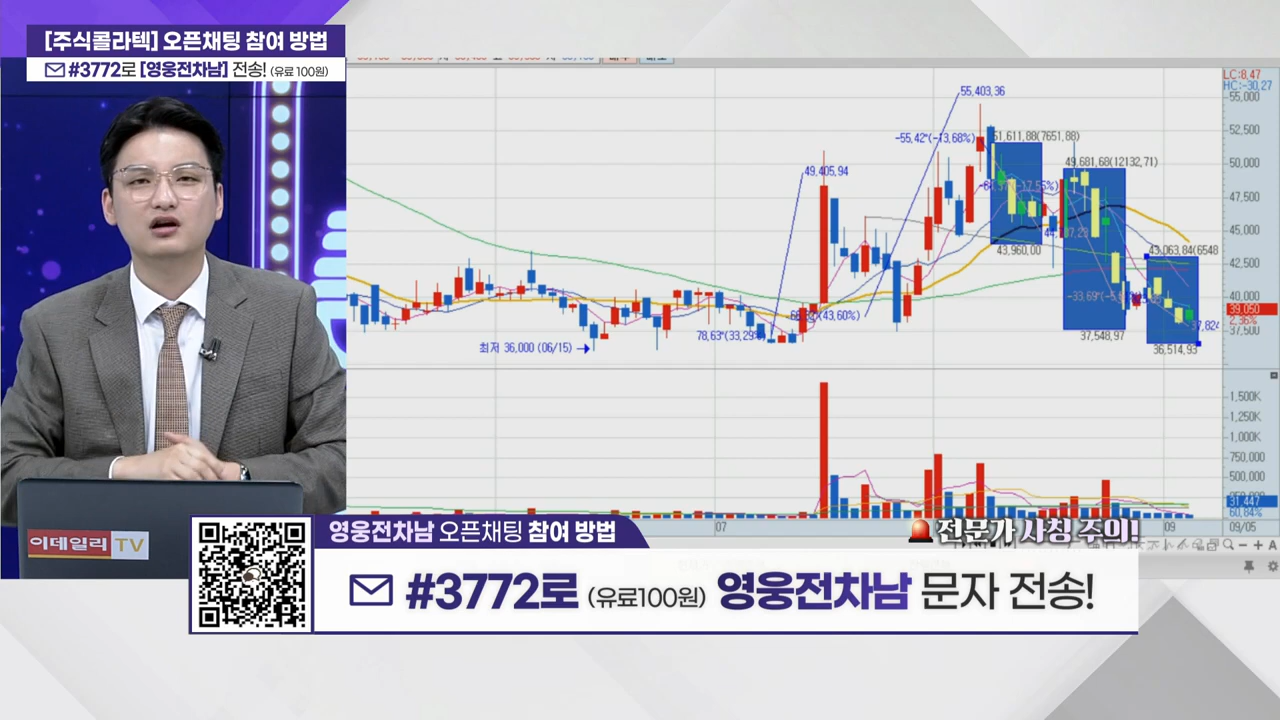 [주식콜라텍] 오픈채팅 참여 방법
#3772로 [영웅전차남] 전송! (유료 100원)
LC:8,47
HC:-30,27
55,000
52,500
50,000
47,500
45,000
42,500
40,000
39,050
2,36%
37,500
55,403,36
-55,42°(-13,68%)
51,611,88(7651,88)
49,681,68(12132,71)
49,405,94
43,960,00
43,063,84(6548
78,63°(33,29%)
최저 36,000 (06/15)
37,548,97
36,514,93
1,500K
1,250K
1,000K
750,000
500,000
31,447
60,84%
07
09
09/05
이데일리 TV
영웅전차남 오픈채팅 참여 방법
전문가 사칭 주의!
#3772로 (유료100원) 영웅전차남 문자 전송!